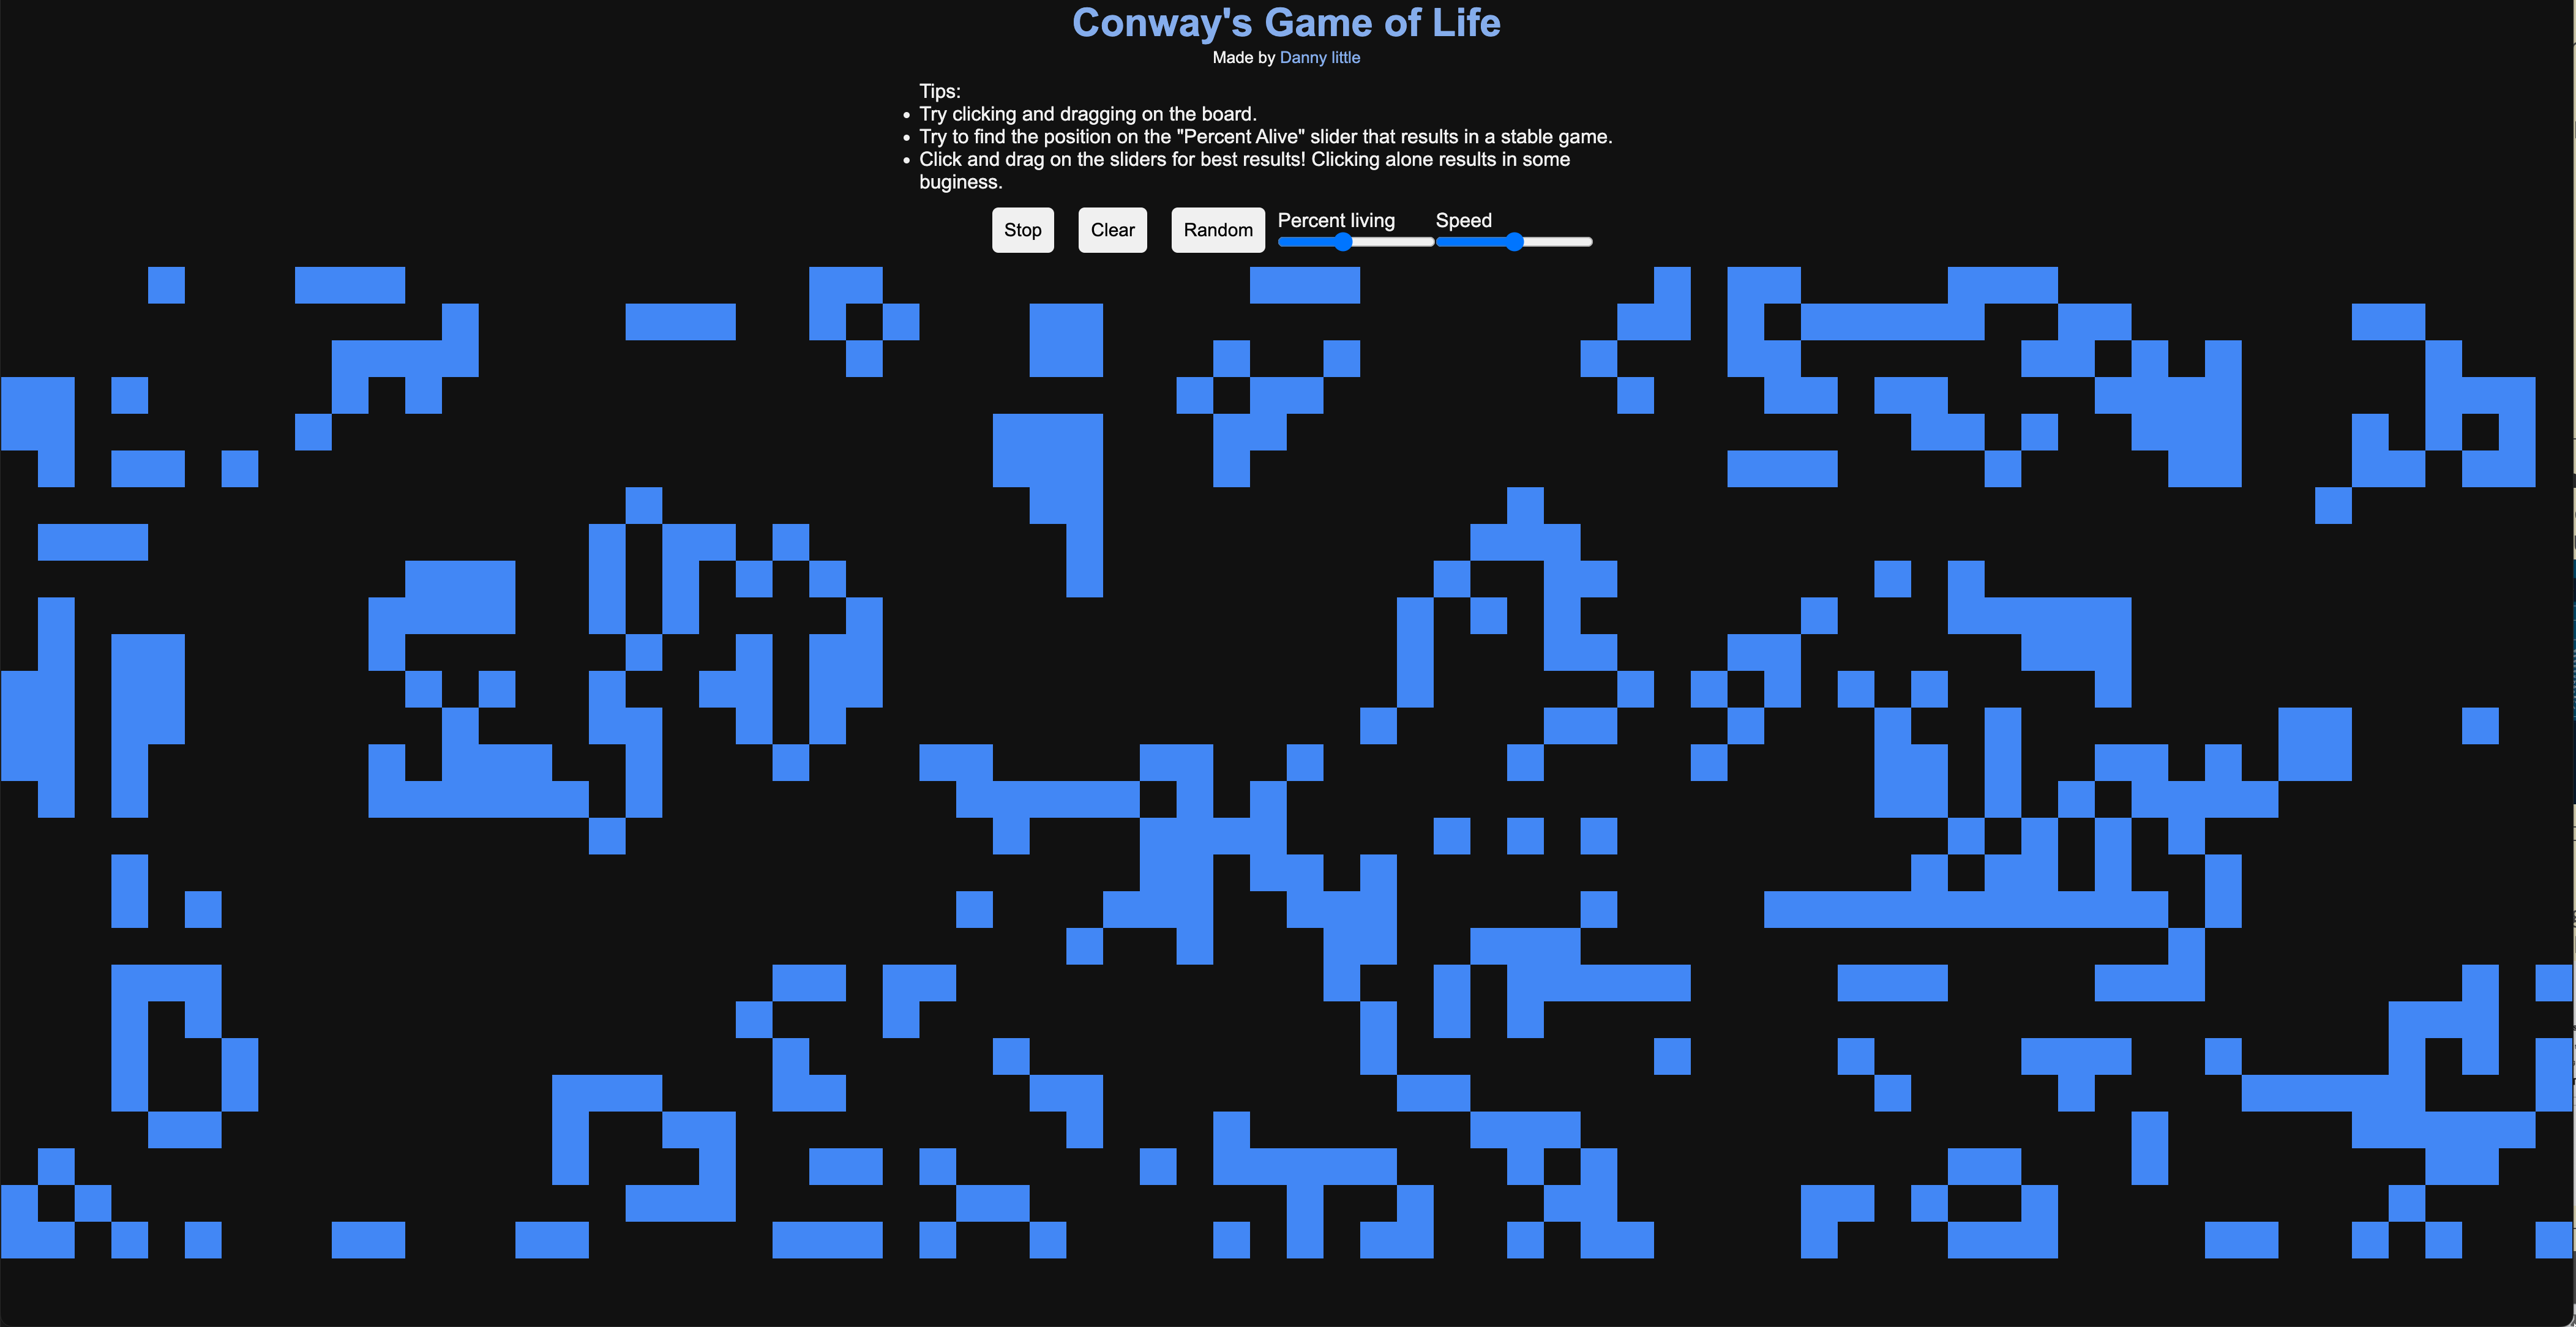 Conway's Game of Life
Made by Danny little
Tips:
Try clicking and dragging on the board.
Try to find the position on the "Percent Alive" slider that results in a stable game.
Click and drag on the sliders for best results! Clicking alone results in some
buginess.
Stop Clear Random Percent living Speed